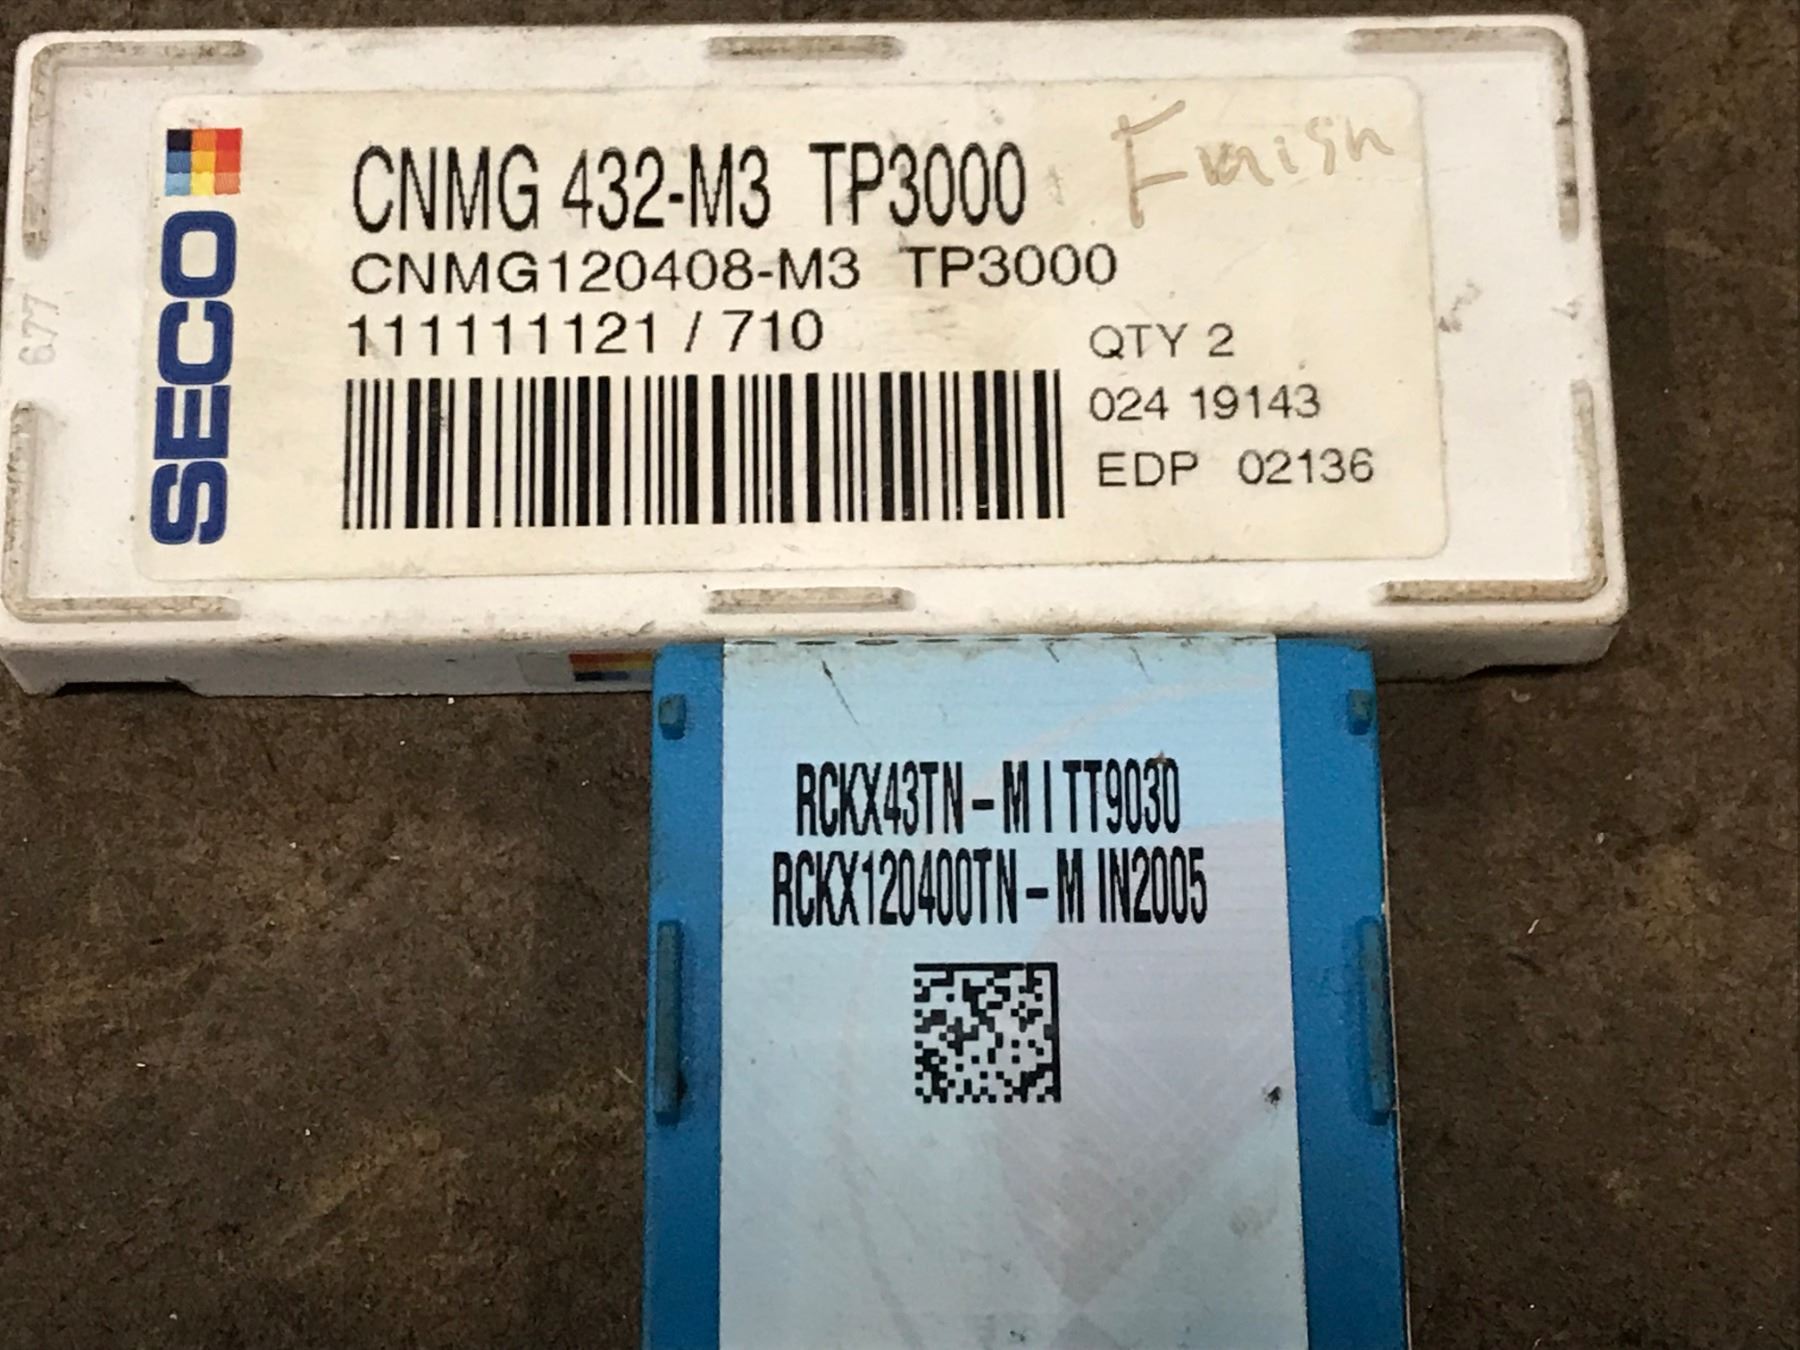 SECO
CNMG 432-M3 TP3000
Finish
CNMG120408-M3 TP3000
111111121 / 710
QTY 2
024 19143
EDP 02136
677
RCKX43TN-M I TT9030
RCKX120400TN-M IN2005